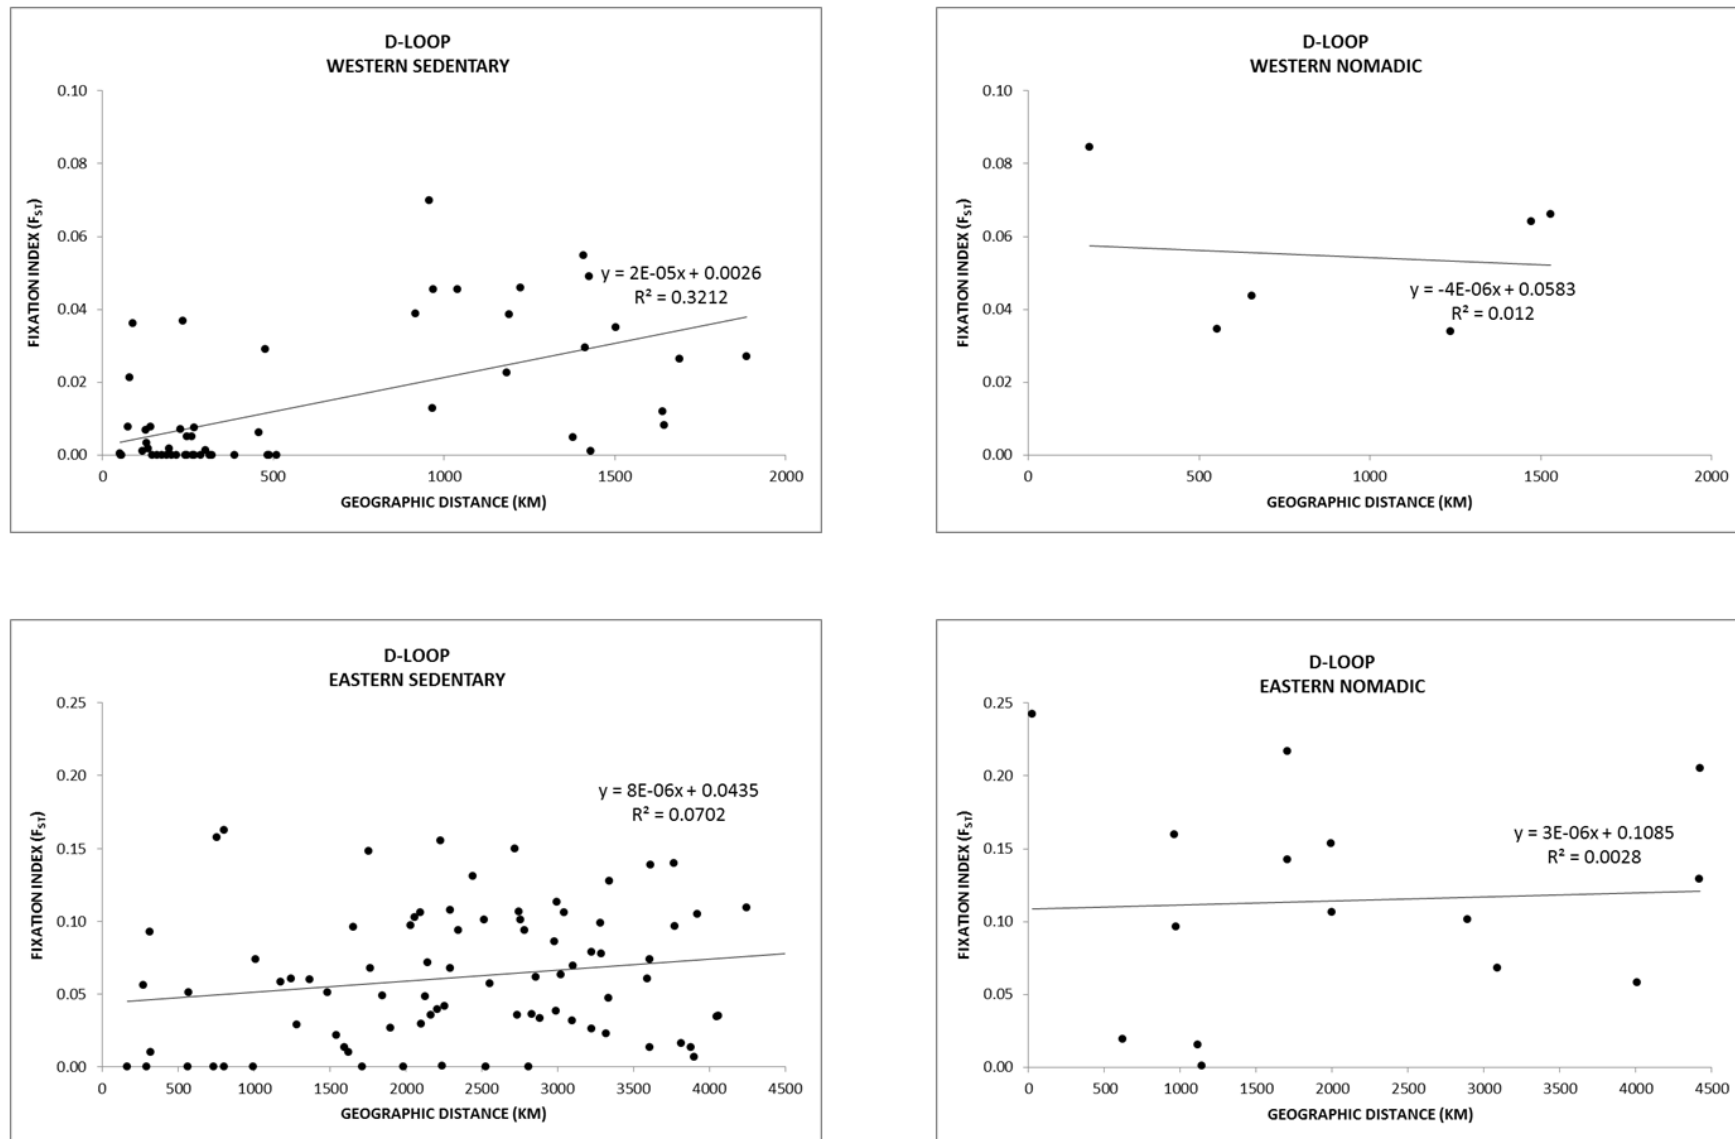 D-LOOP
WESTERN SEDENTARY
0.10
0.08
0.06
0.04
0.02
0.00
FIXATION INDEX (FST)
y = 2E-05x + 0.0026
R² = 0.3212
0 500 1000 1500 2000
GEOGRAPHIC DISTANCE (KM)
D-LOOP
WESTERN NOMADIC
0.10
0.08
0.06
0.04
0.02
0.00
FIXATION INDEX (FST)
y = -4E-06x + 0.0583
R² = 0.012
0 500 1000 1500 2000
GEOGRAPHIC DISTANCE (KM)
D-LOOP
EASTERN SEDENTARY
0.25
0.20
0.15
0.10
0.05
0.00
FIXATION INDEX (FST)
y = 8E-06x + 0.0435
R² = 0.0702
0 500 1000 1500 2000 2500 3000 3500 4000 4500
GEOGRAPHIC DISTANCE (KM)
D-LOOP
EASTERN NOMADIC
0.25
0.20
0.15
0.10
0.05
0.00
FIXATION INDEX (FST)
y = 3E-06x + 0.1085
R² = 0.0028
0 500 1000 1500 2000 2500 3000 3500 4000 4500
GEOGRAPHIC DISTANCE (KM)